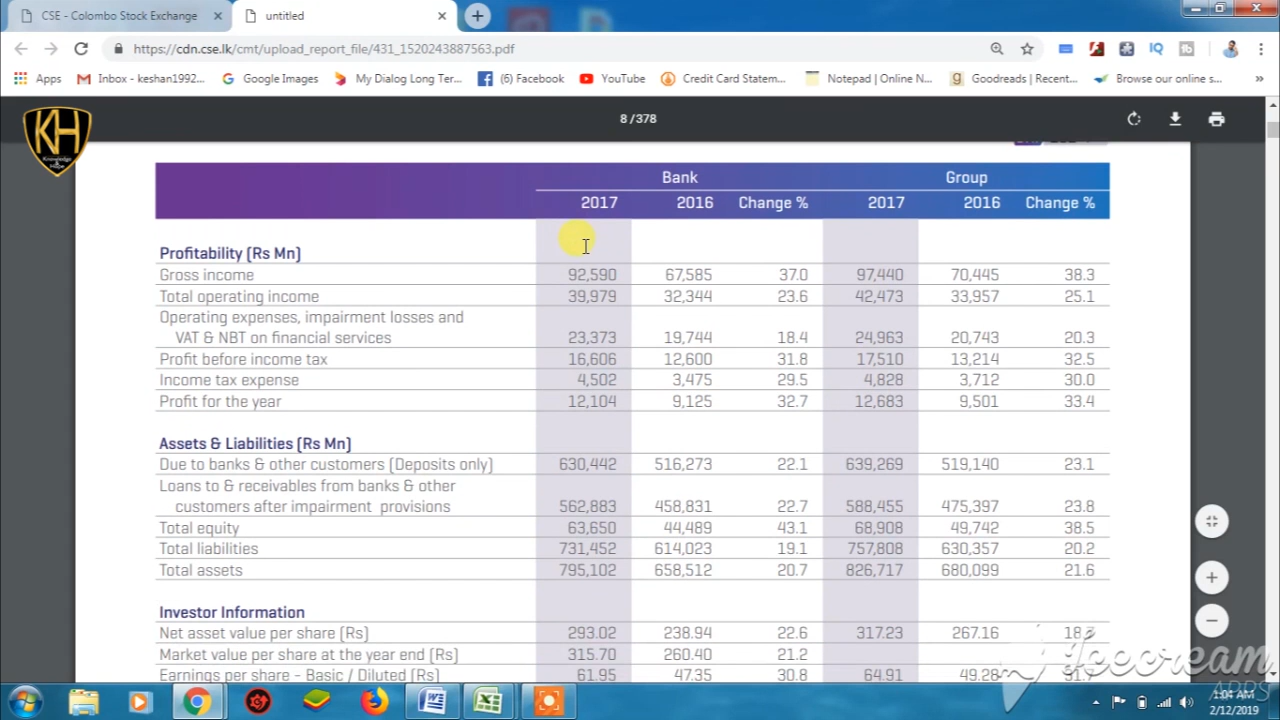 CSE - Colombo Stock Exchange
untitled
https://cdn.cse.lk/cmt/upload_report_file/431_1520243887563.pdf
IQ
Apps
Inbox - keshan1992...
Google Images
My Dialog Long Ter...
(6) Facebook
YouTube
Credit Card Statem...
Notepad | Online N...
Goodreads | Recent...
Browse our online s...
»
KH
Knowledge
Hope
8 / 378
Bank Group
2017 2016 Change % 2017 2016 Change %
Profitability (Rs Mn)
Gross income 92,590 67,585 37.0 97,440 70,445 38.3
Total operating income 39,979 32,344 23.6 42,473 33,957 25.1
Operating expenses, impairment losses and
VAT & NBT on financial services 23,373 19,744 18.4 24,963 20,743 20.3
Profit before income tax 16,606 12,600 31.8 17,510 13,214 32.5
Income tax expense 4,502 3,475 29.5 4,828 3,712 30.0
Profit for the year 12,104 9,125 32.7 12,683 9,501 33.4
Assets & Liabilities (Rs Mn)
Due to banks & other customers (Deposits only) 630,442 516,273 22.1 639,269 519,140 23.1
Loans to & receivables from banks & other
customers after impairment provisions 562,883 458,831 22.7 588,455 475,397 23.8
Total equity 63,650 44,489 43.1 68,908 49,742 38.5
Total liabilities 731,452 614,023 19.1 757,808 630,357 20.2
Total assets 795,102 658,512 20.7 826,717 680,099 21.6
Investor Information
Net asset value per share (Rs) 293.02 238.94 22.6 317.23 267.16 18.7
Market value per share at the year end (Rs) 315.70 260.40 21.2
Earnings per share- Basic / Diluted (Rs) 61.95 47.35 30.8 64.91 49.28 31.7
Icecream
APPS
1:04 AM
2/12/2019